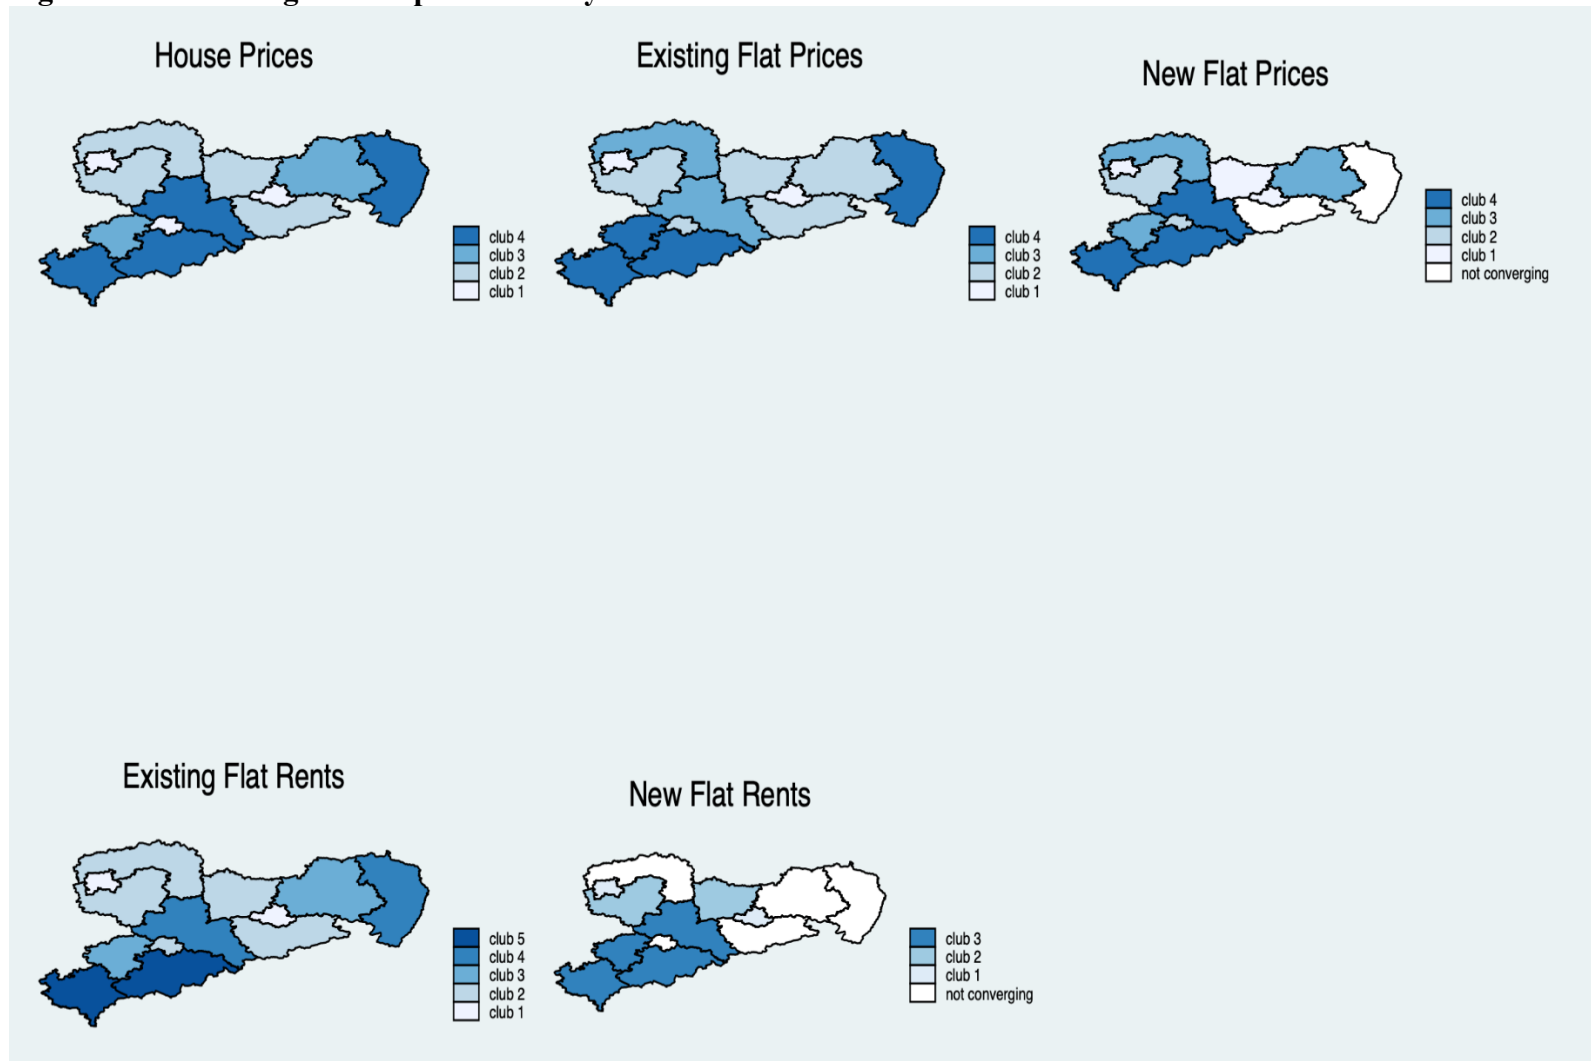 House Prices
Existing Flat Prices
New Flat Prices
club 4
club 3
club 2
club 1
club 4
club 3
club 2
club 1
club 4
club 3
club 2
club 1
not converging
Existing Flat Rents
New Flat Rents
club 5
club 4
club 3
club 2
club 1
club 3
club 2
club 1
not converging